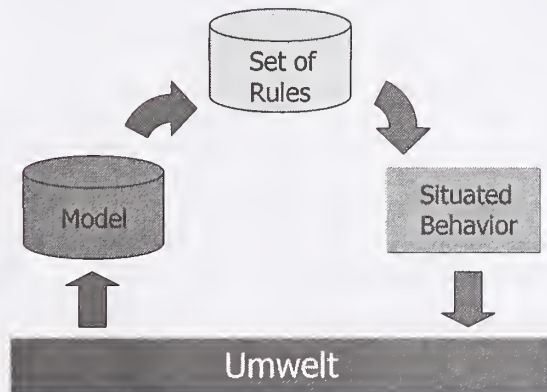 Set of
Rules
Model
Situated
Behavior
Umwelt